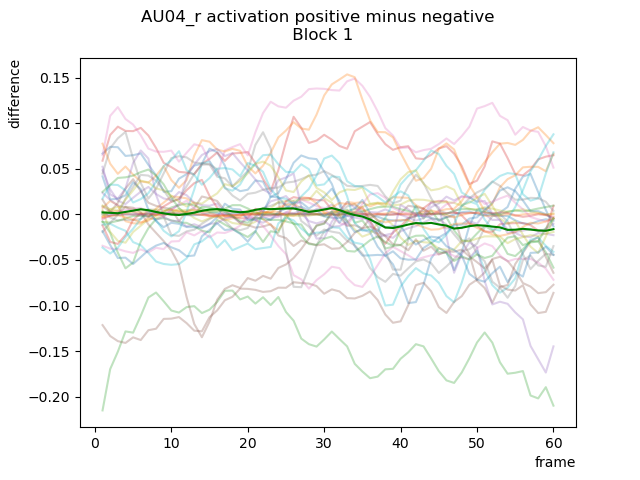 AU04_r activation positive minus negative
Block 1
difference
0.15
0.10
0.05
0.00
−0.05
−0.10
−0.15
−0.20
0 10 20 30 40 50 60
frame